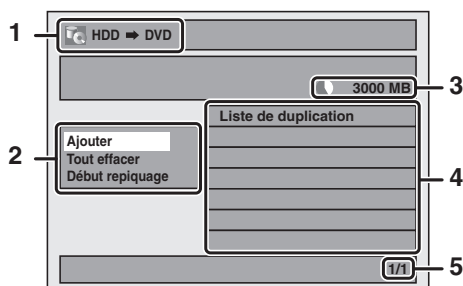 1
HDD ➡ DVD
3000 MB
3
Liste de duplication
2
Ajouter
Tout effacer
Début repiquage
4
1/1
5